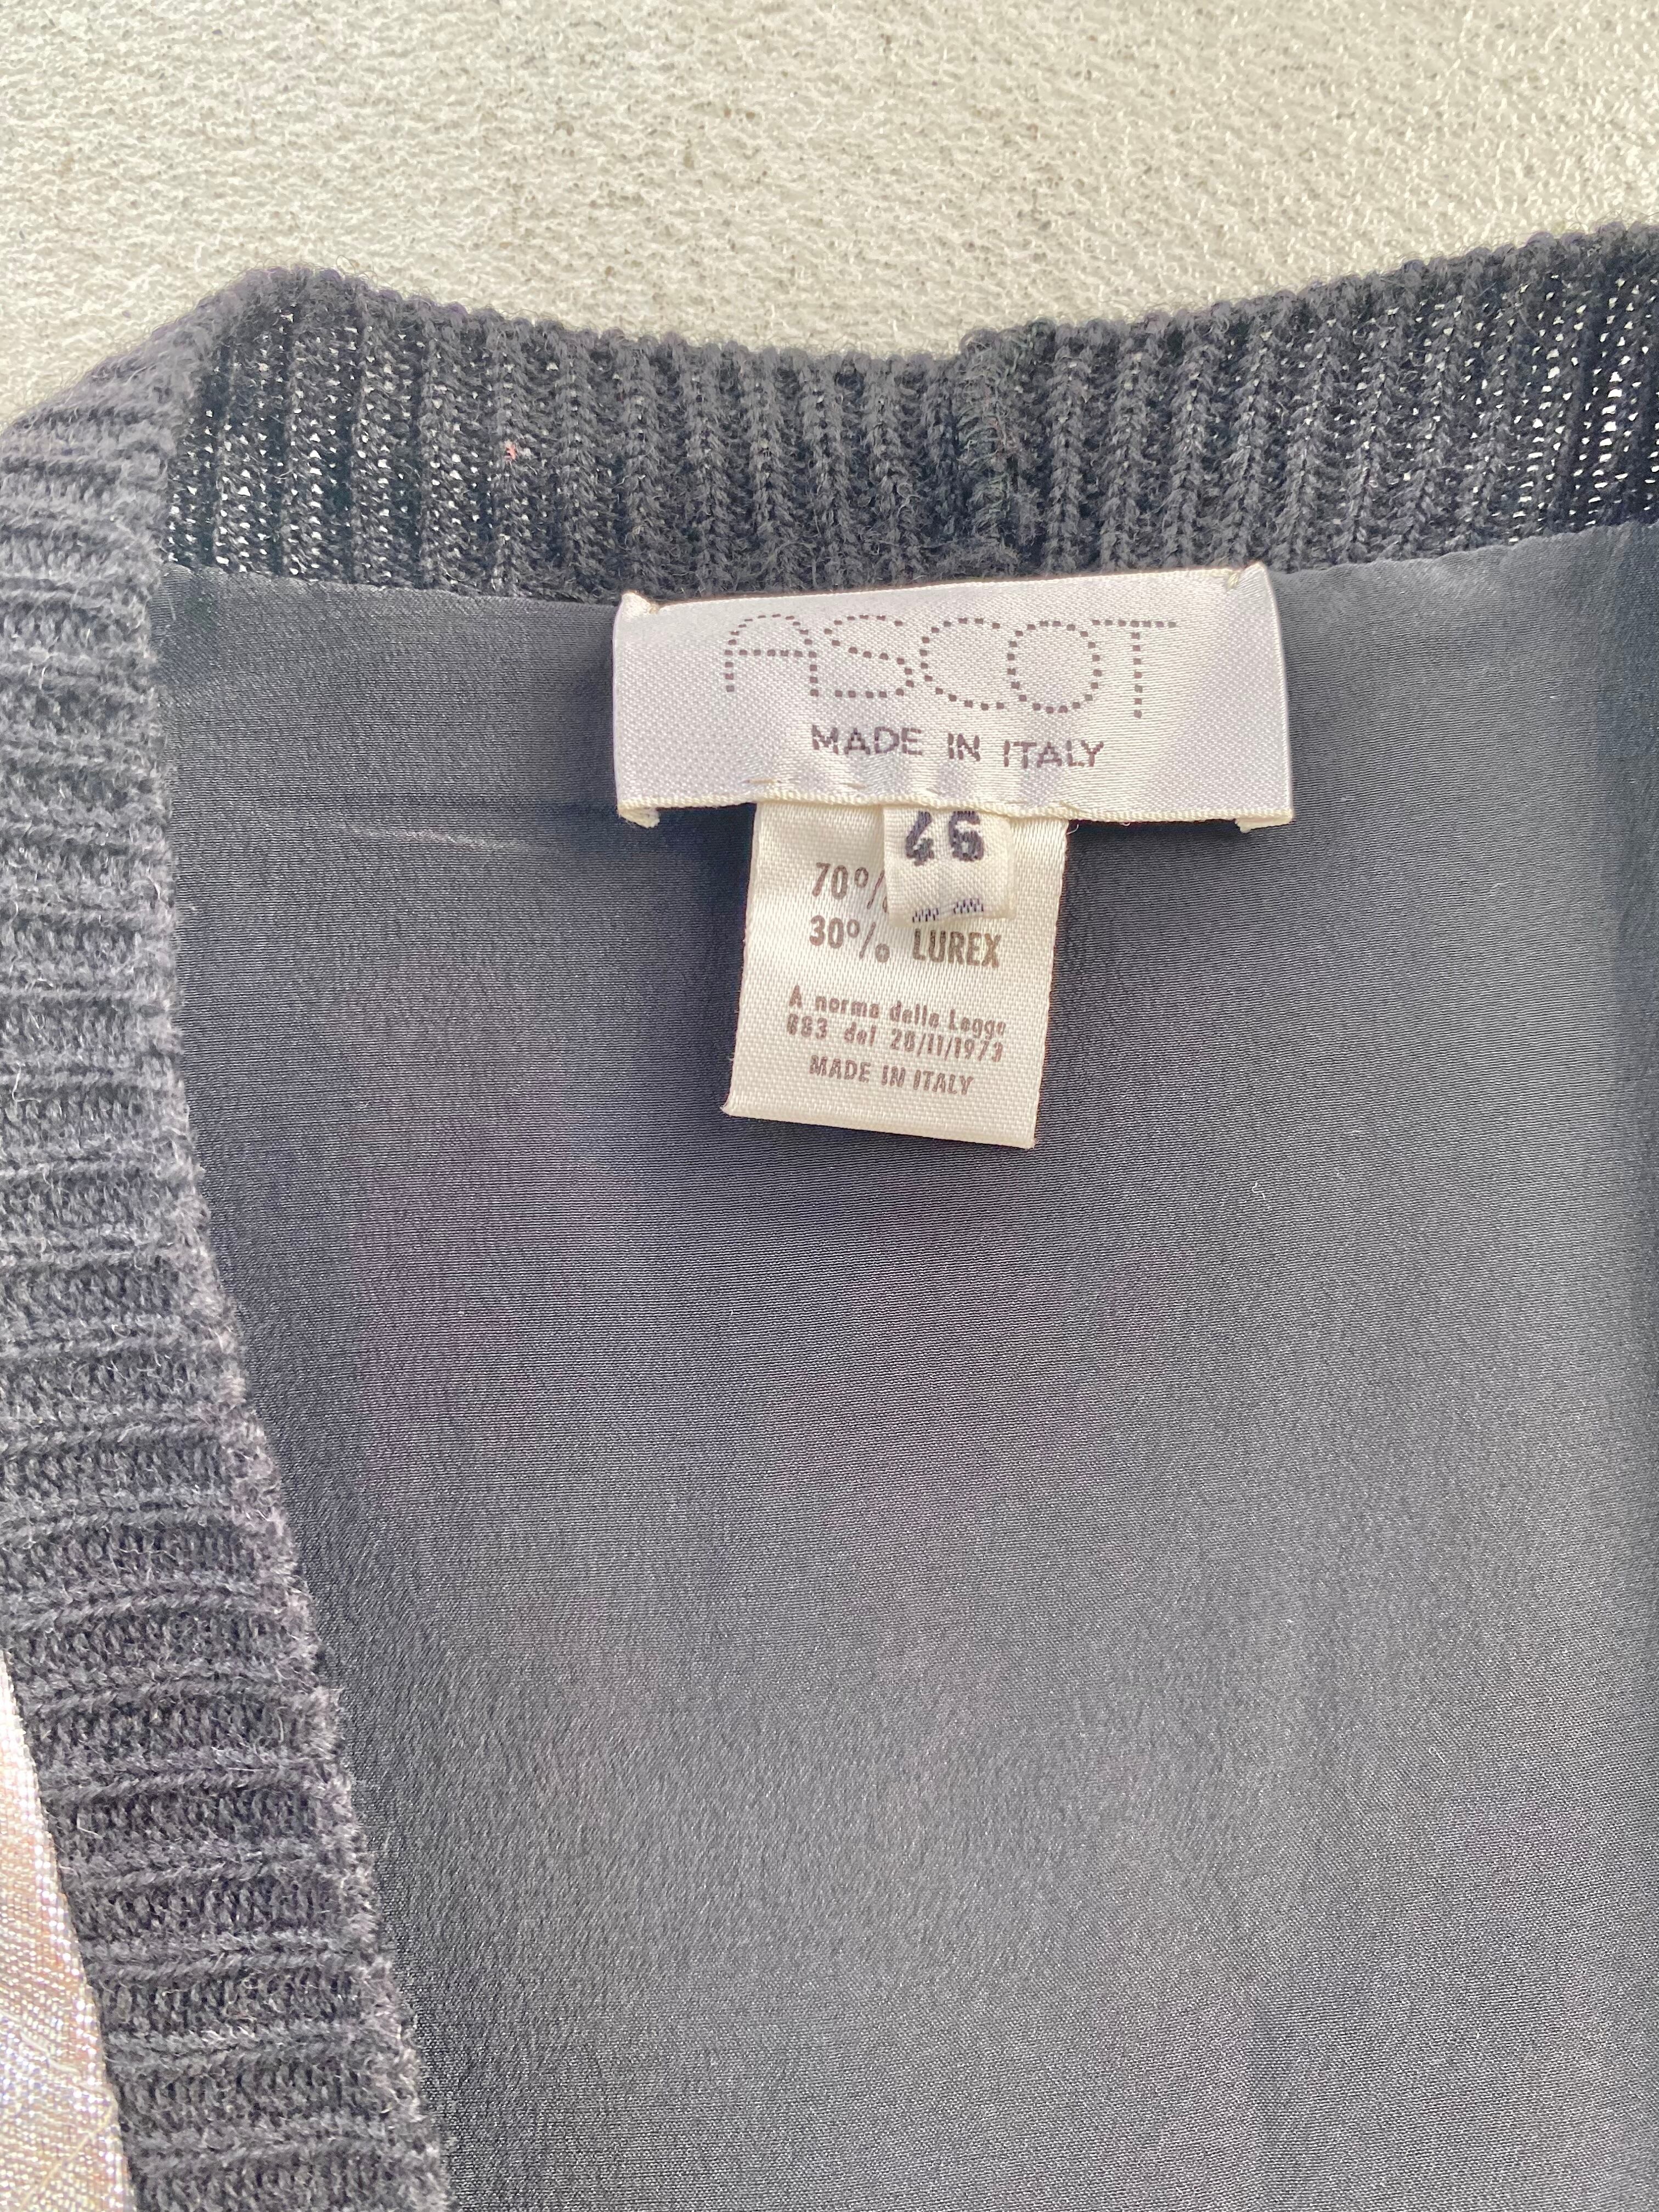 ASCOT
MADE IN ITALY
46
70%
30% LUREX
A norma della Legge
883 del 26/11/1973
MADE IN ITALY